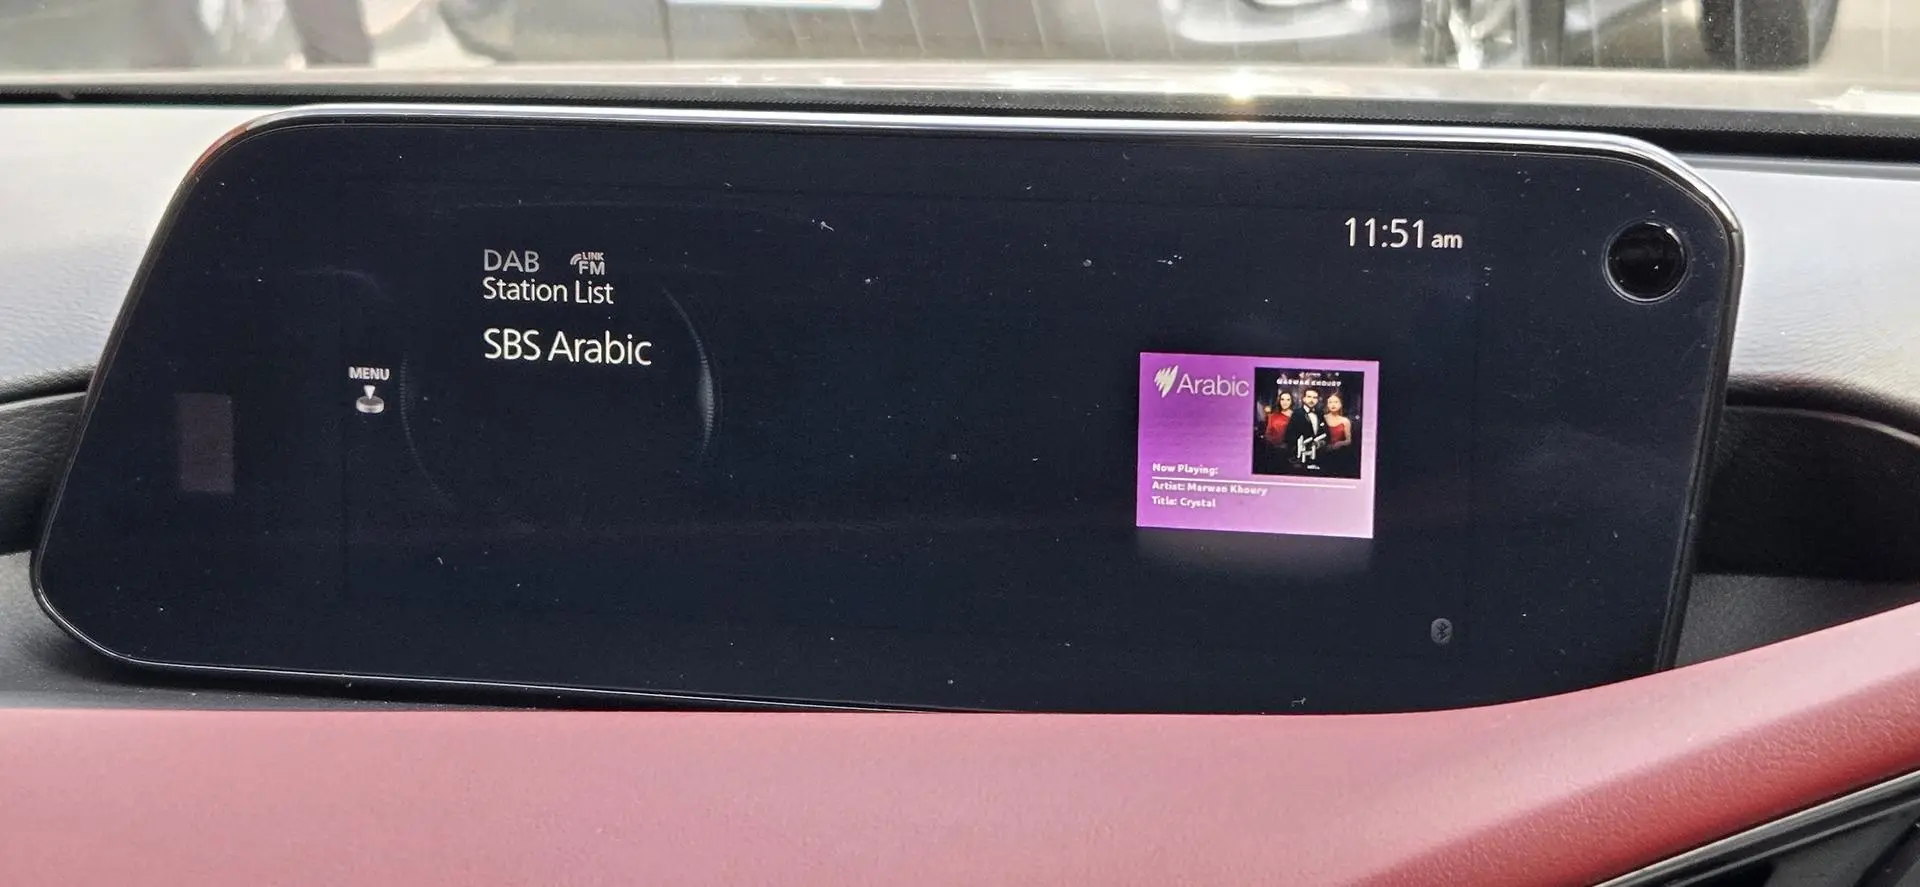 11:51 am
DAB LINK FM
Station List
SBS Arabic
MENU
Arabic
MARWAN KHOURY
Now Playing:
Artist: Marwan Khoury
Title: Crystal